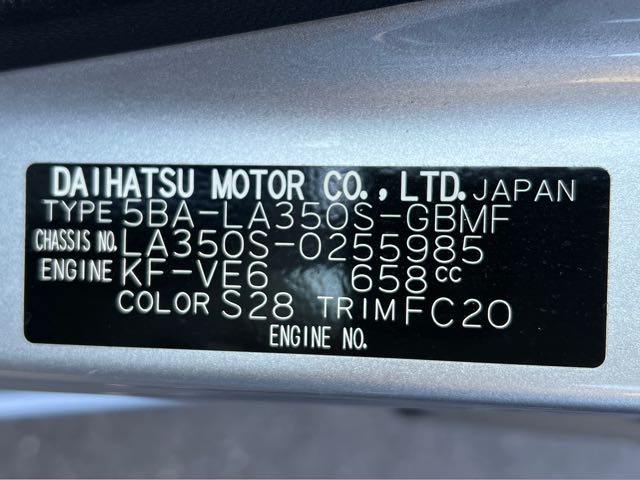 DAIHATSU MOTOR CO., LTD. JAPAN
TYPE 5BA-LA350S-GBMF
CHASSIS NO. LA350S-0255985
ENGINE KF-VE6 658cc
COLOR S28 TRIM FC20
ENGINE NO.